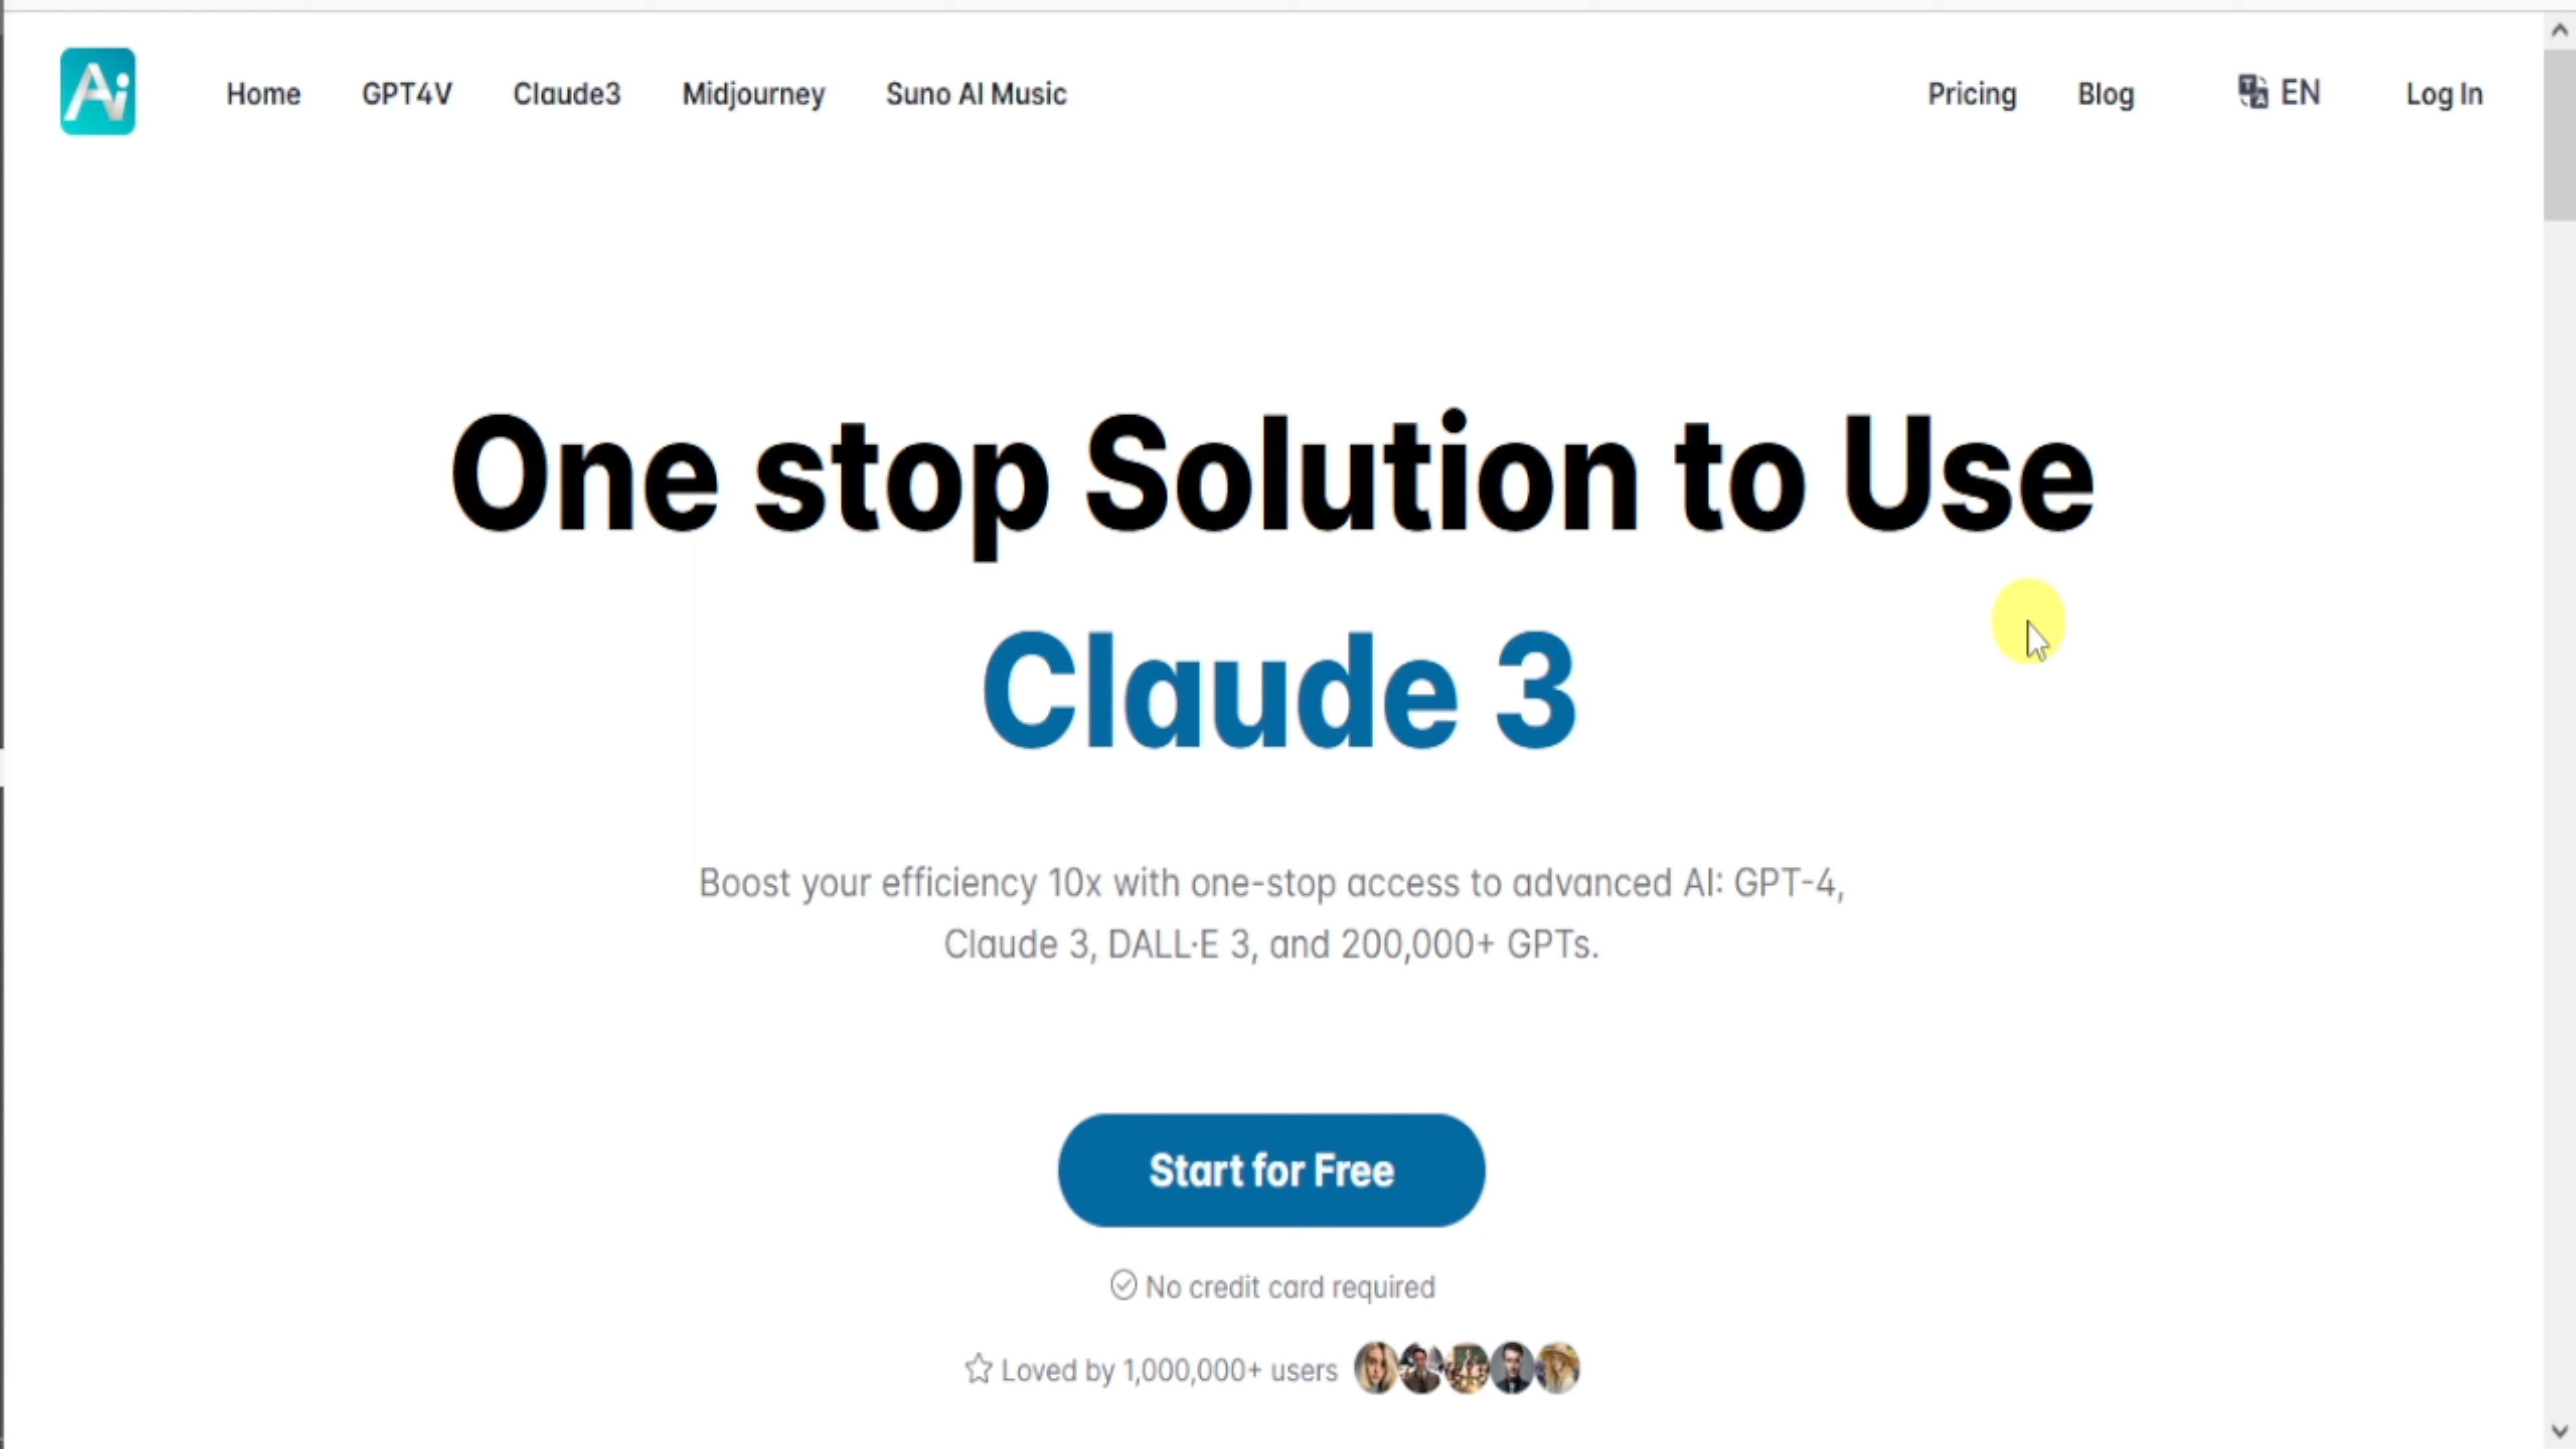 Ai
Home GPT4V Claude3 Midjourney Suno AI Music Pricing Blog EN Log In
One stop Solution to Use
Claude 3
Boost your efficiency 10x with one-stop access to advanced AI: GPT-4,
Claude 3, DALL·E 3, and 200,000+ GPTs.
Start for Free
No credit card required
Loved by 1,000,000+ users